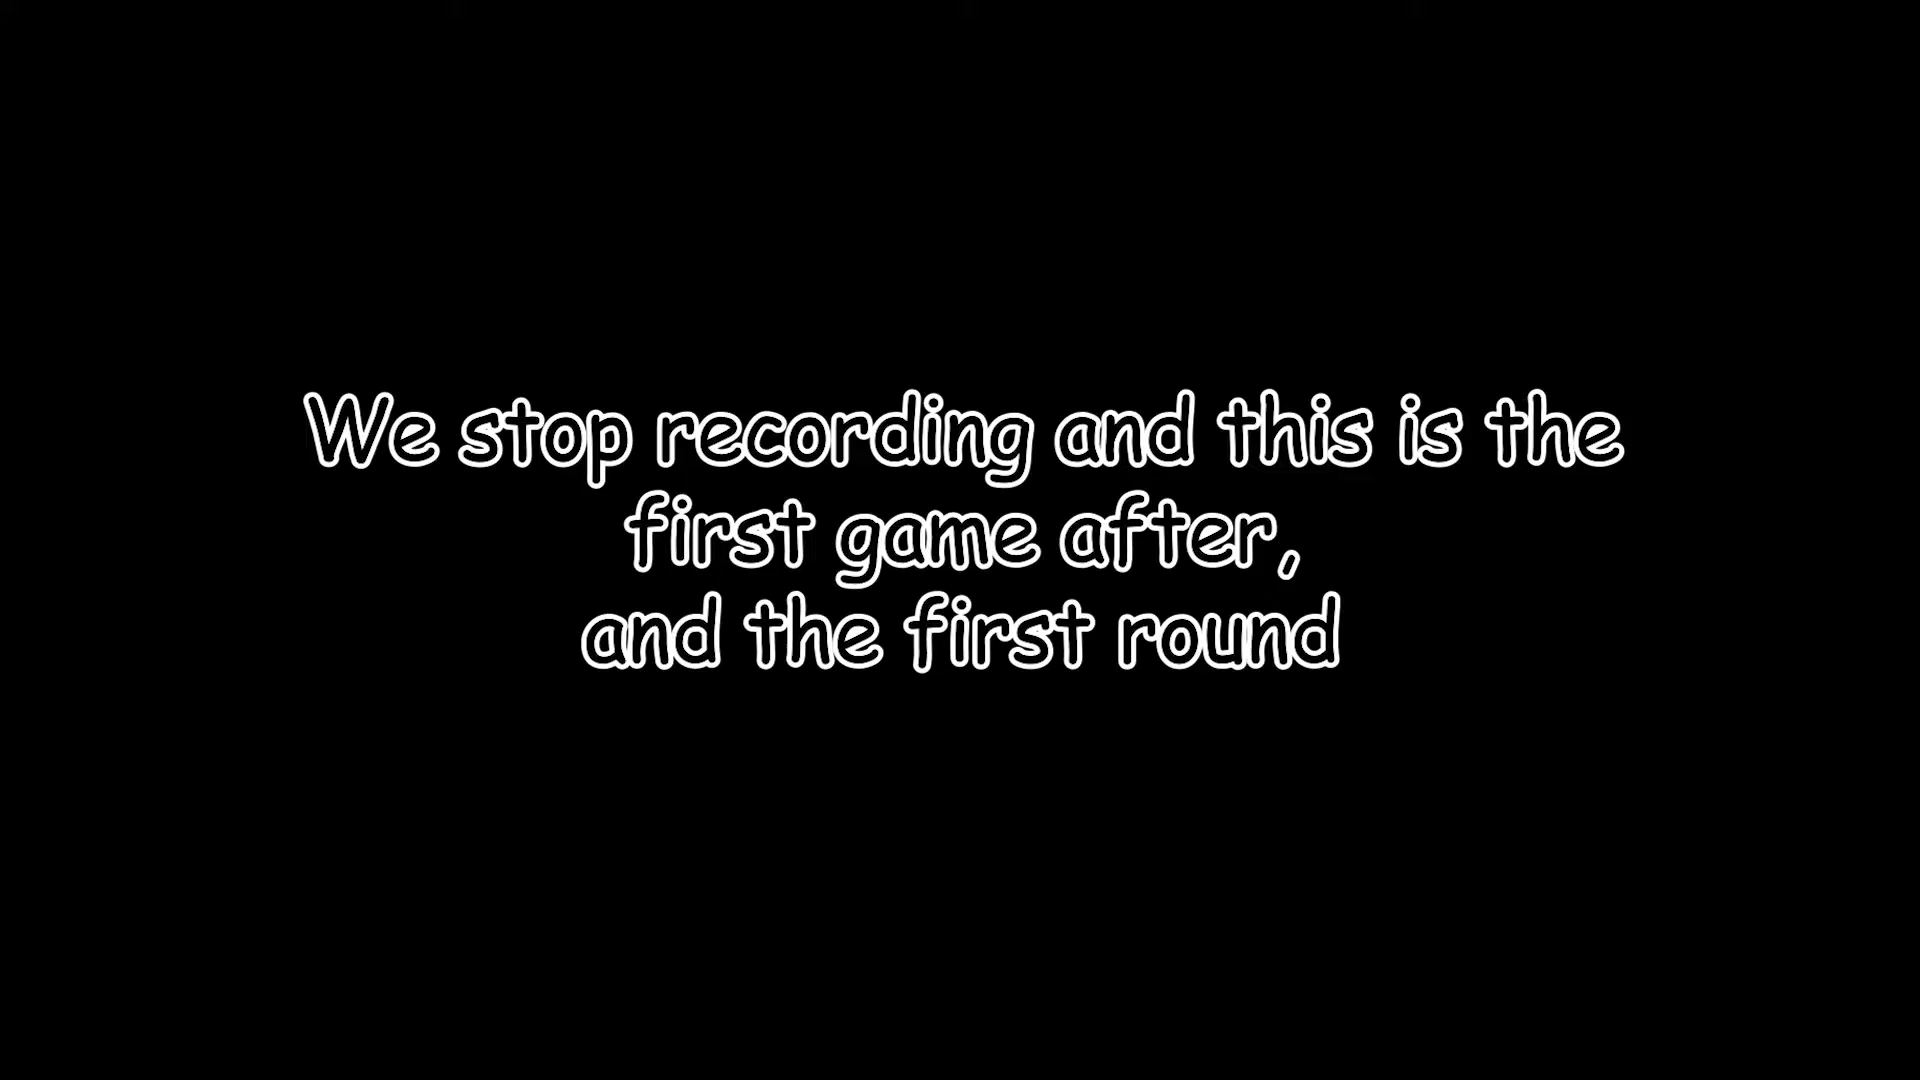 We stop recording and this is the
first game after,
and the first round